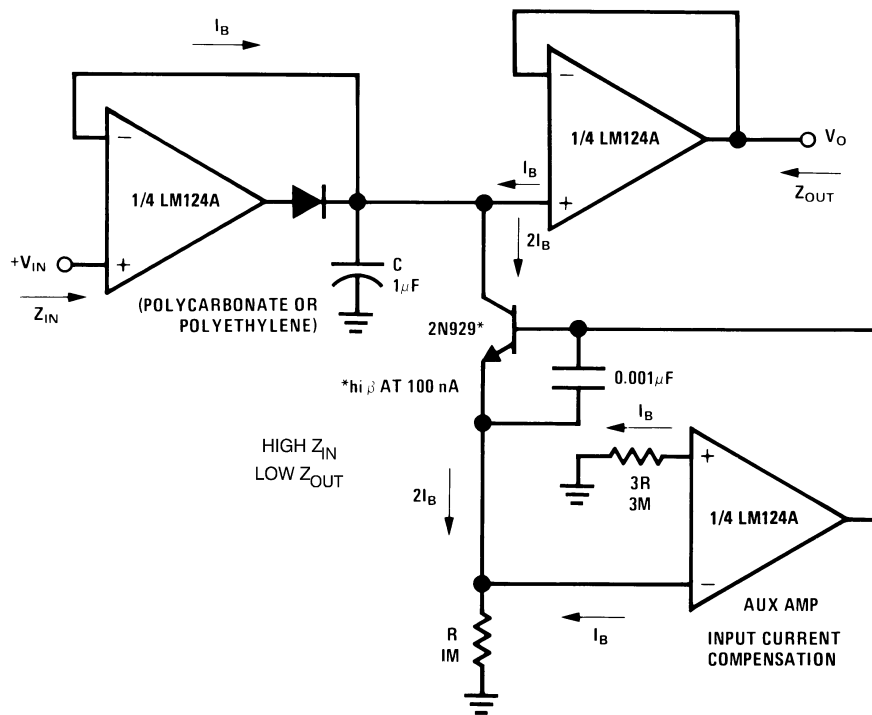 I_B
−
1/4 LM124A
+
+V_IN
Z_IN
C
1μF
(POLYCARBONATE OR
POLYETHYLENE)
−
1/4 LM124A
+
I_B
V_O
Z_OUT
2I_B
2N929*
*hi β AT 100 nA
0.001μF
HIGH Z_IN
LOW Z_OUT
I_B
3R
3M
+
1/4 LM124A
−
2I_B
I_B
R
1M
AUX AMP
INPUT CURRENT
COMPENSATION